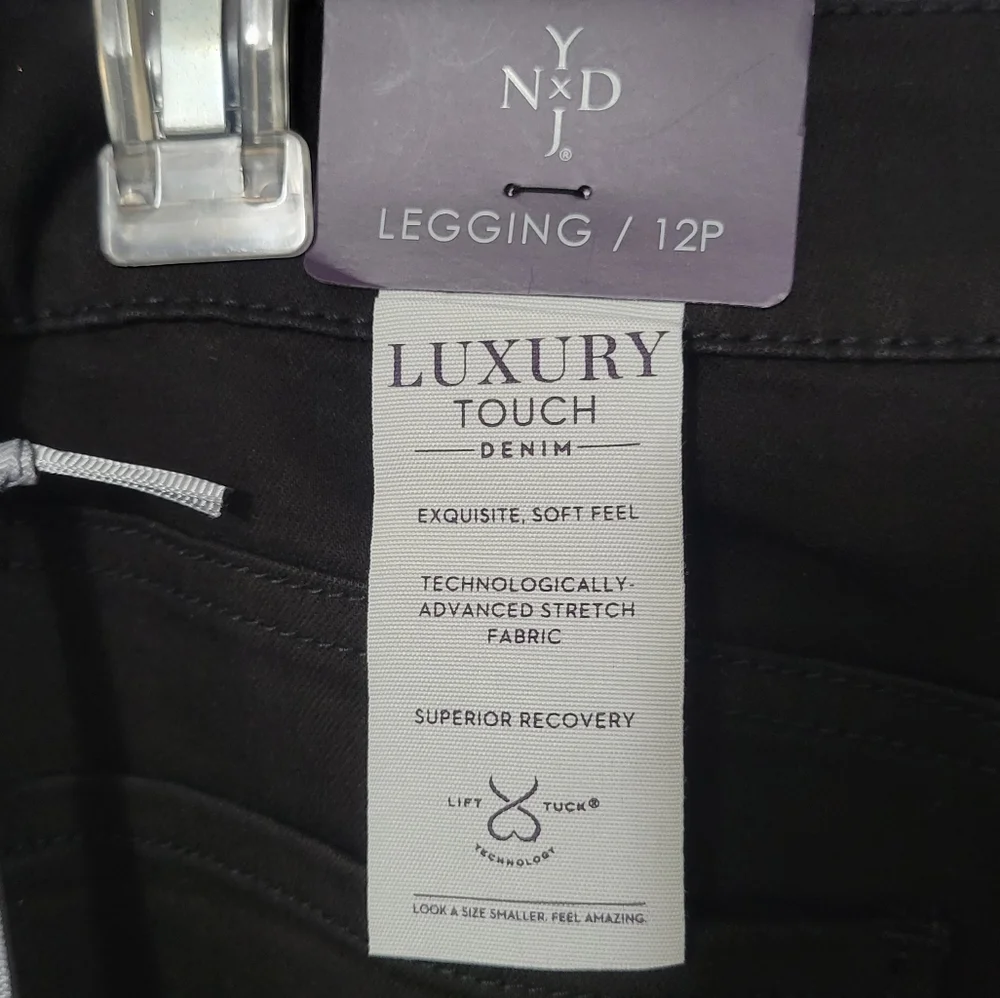 Y
N×D
J®
LEGGING / 12P
LUXURY
TOUCH
DENIM
EXQUISITE, SOFT FEEL
TECHNOLOGICALLY-
ADVANCED STRETCH
FABRIC
SUPERIOR RECOVERY
LIFT TUCK®
TECHNOLOGY
LOOK A SIZE SMALLER. FEEL AMAZING.